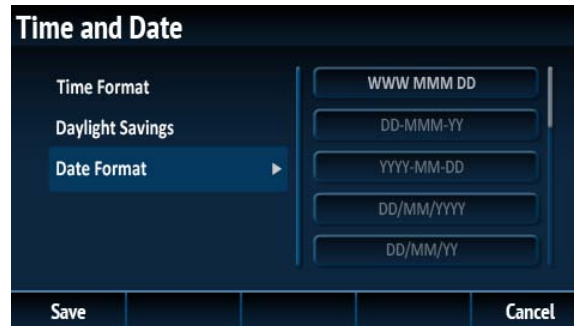 Time and Date
Time Format
Daylight Savings
Date Format
WWW MMM DD
DD-MMM-YY
YYYY-MM-DD
DD/MM/YYYY
DD/MM/YY
Save
Cancel